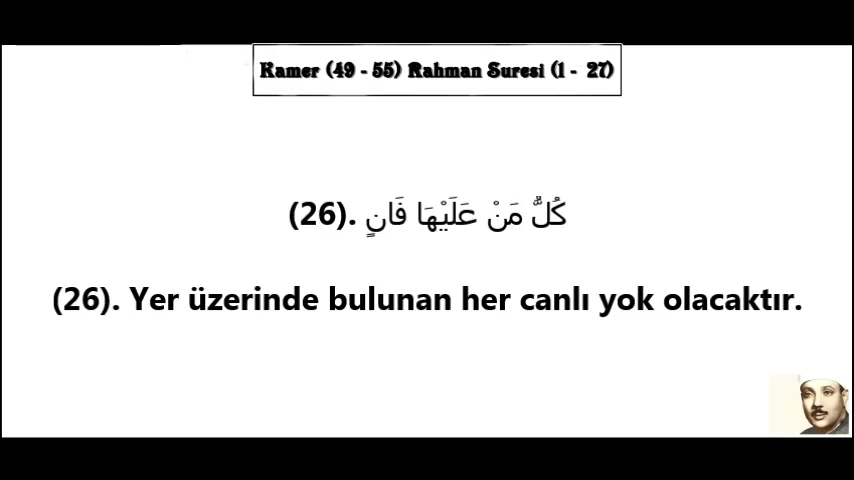 Kamer (49 - 55) Rahman Suresi (1 - 27)
(26). كُلُّ مَنْ عَلَيْهَا فَانٍ
(26). Yer üzerinde bulunan her canlı yok olacaktır.